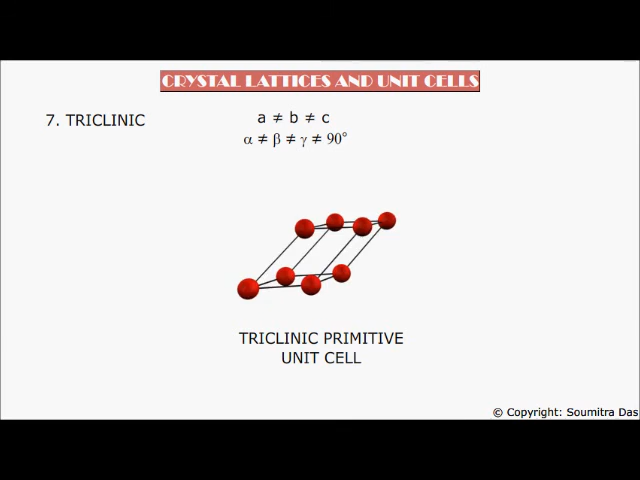 CRYSTAL LATTICES AND UNIT CELLS
7. TRICLINIC
a ≠ b ≠ c
α ≠ β ≠ γ ≠ 90°
TRICLINIC PRIMITIVE
UNIT CELL
© Copyright: Soumitra Das